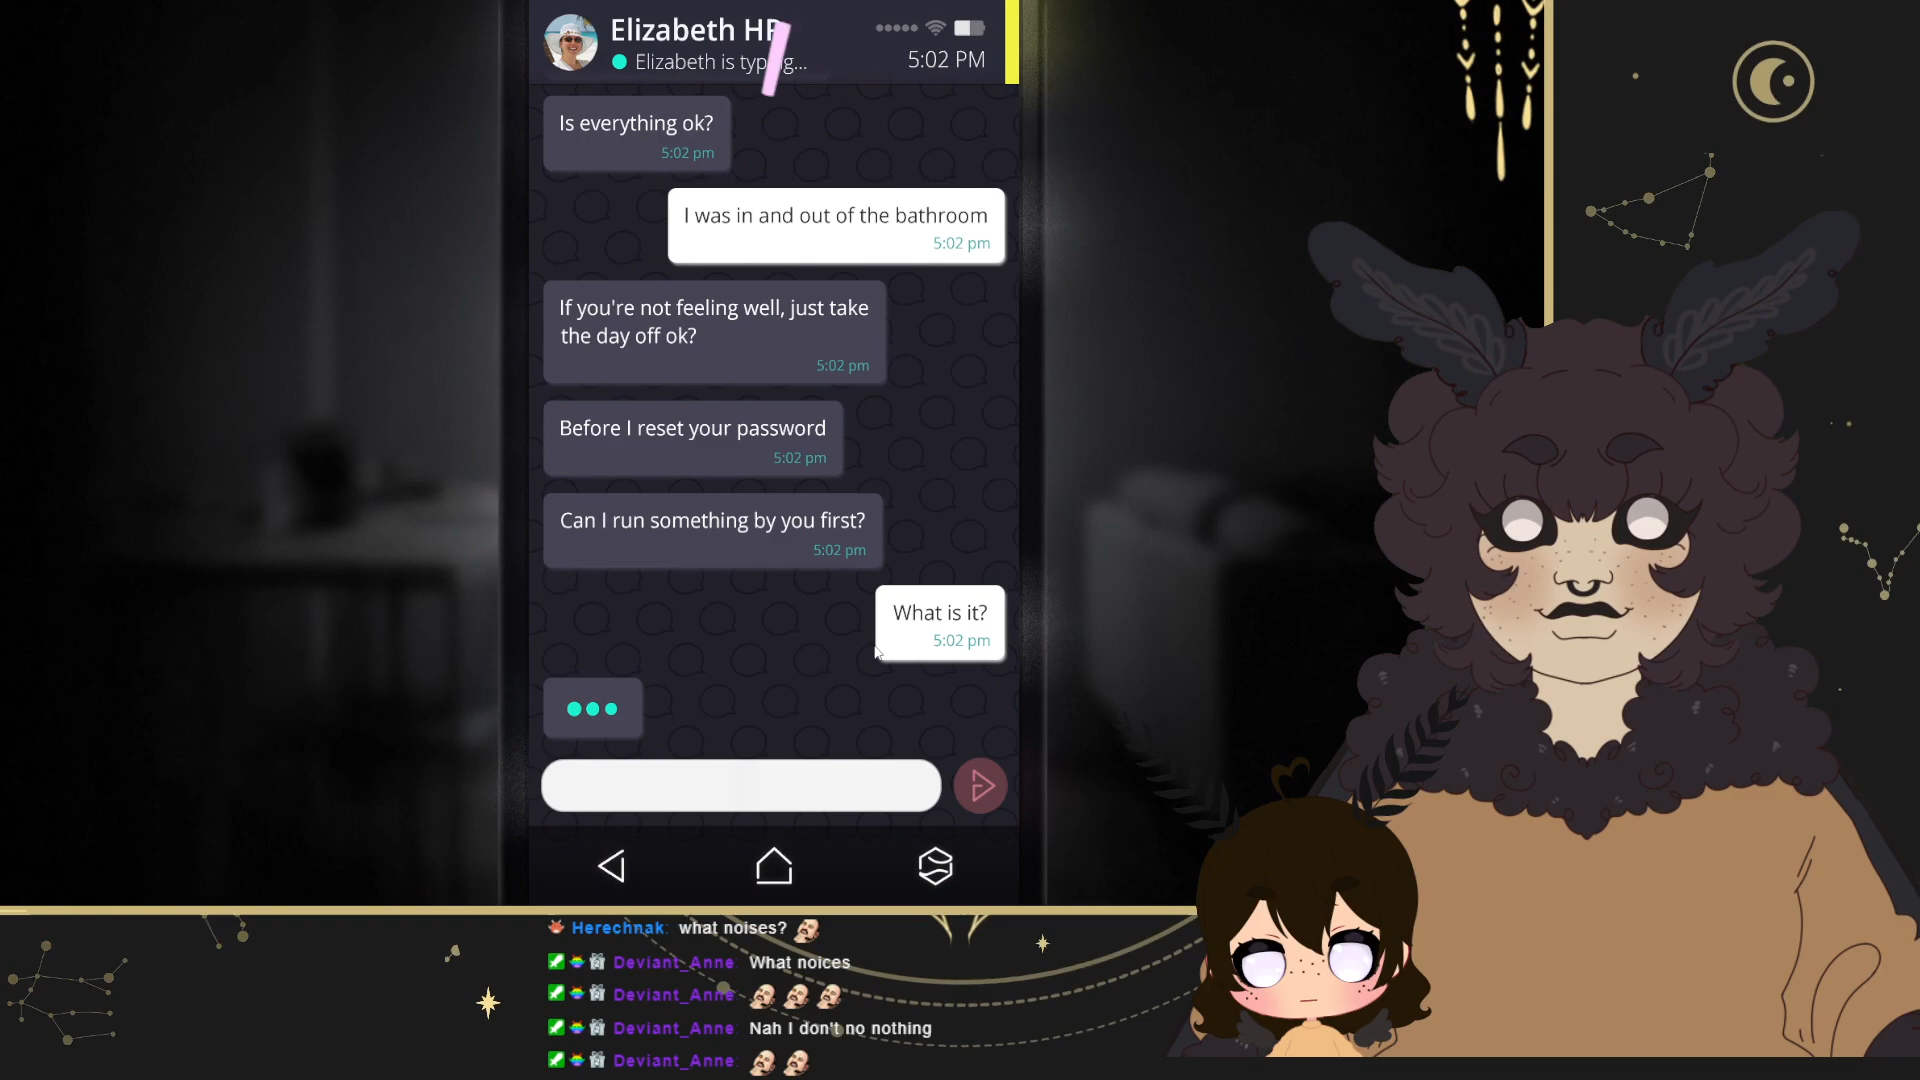 Elizabeth HR
Elizabeth is typing...
5:02 PM
Is everything ok?
5:02 pm
I was in and out of the bathroom
5:02 pm
If you're not feeling well, just take
the day off ok?
5:02 pm
Before I reset your password
5:02 pm
Can I run something by you first?
5:02 pm
What is it?
5:02 pm
Herechnak: what noises?
Deviant_Anne: What noices
Deviant_Anne:
Deviant_Anne: Nah I don't no nothing
Deviant_Anne: